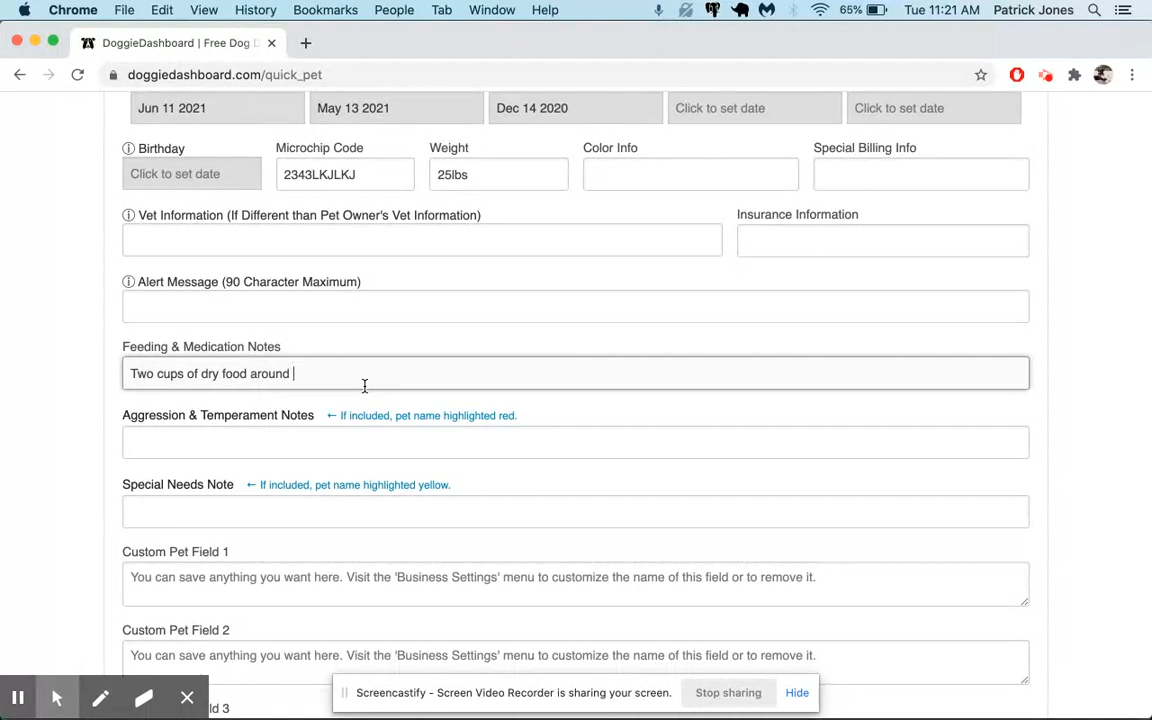 Chrome File Edit View History Bookmarks People Tab Window Help 65% Tue 11:21 AM Patrick Jones
DoggieDashboard | Free Dog D
doggiedashboard.com/quick_pet
Jun 11 2021 May 13 2021 Dec 14 2020 Click to set date Click to set date
Birthday Microchip Code Weight Color Info Special Billing Info
Click to set date 2343LKJLKJ 25lbs
Vet Information (If Different than Pet Owner's Vet Information) Insurance Information
Alert Message (90 Character Maximum)
Feeding & Medication Notes
Two cups of dry food around
Aggression & Temperament Notes ← If included, pet name highlighted red.
Special Needs Note ← If included, pet name highlighted yellow.
Custom Pet Field 1
You can save anything you want here. Visit the 'Business Settings' menu to customize the name of this field or to remove it.
Custom Pet Field 2
You can save anything you want here. Visit the 'Business Settings' menu to customize the name of this field or to remove it.
Screencastify - Screen Video Recorder is sharing your screen. Stop sharing Hide
ld 3